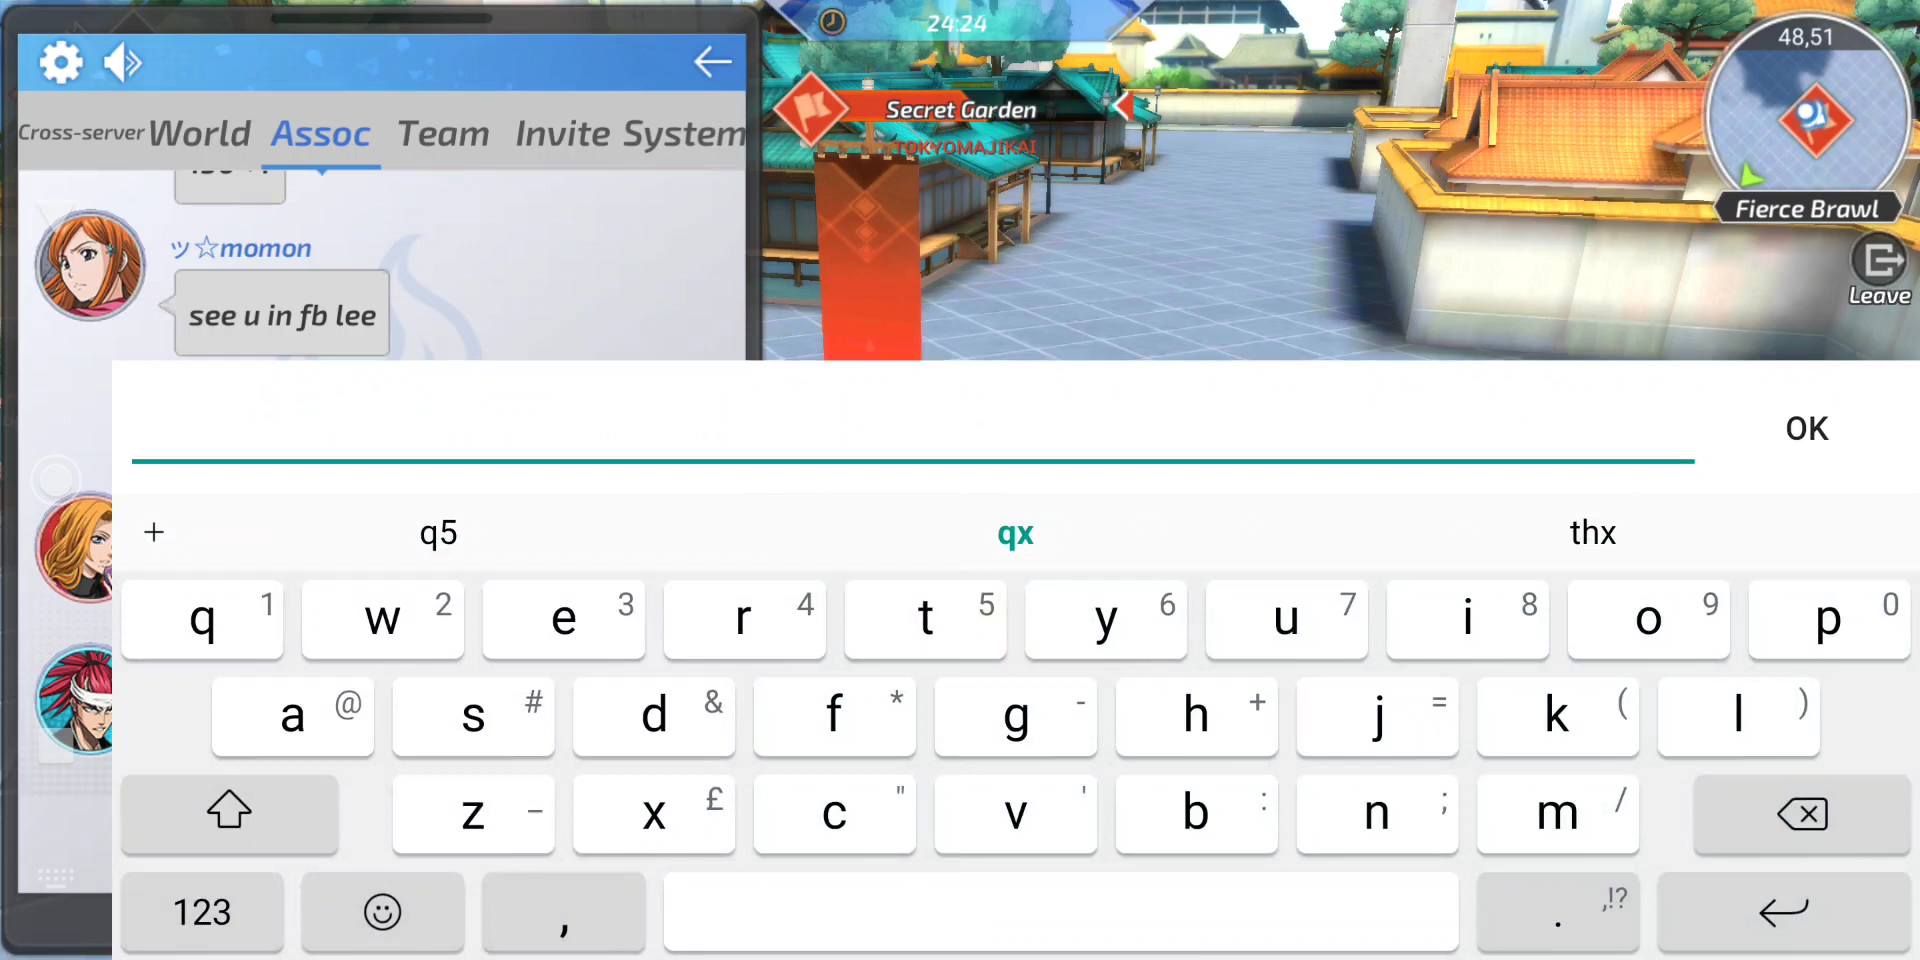 24:24
48,51
Cross-server World Assoc Team Invite System
Secret Garden
TOKYOMAJIKAI
Fierce Brawl
Leave
ツ☆momon
see u in fb lee
OK
+ q5 qx thx
q 1 w 2 e 3 r 4 t 5 y 6 u 7 i 8 o 9 p 0
a @ s # d & f * g - h + j = k ( l )
z _ x £ c " v ' b : n ; m /
123 , . ,!?